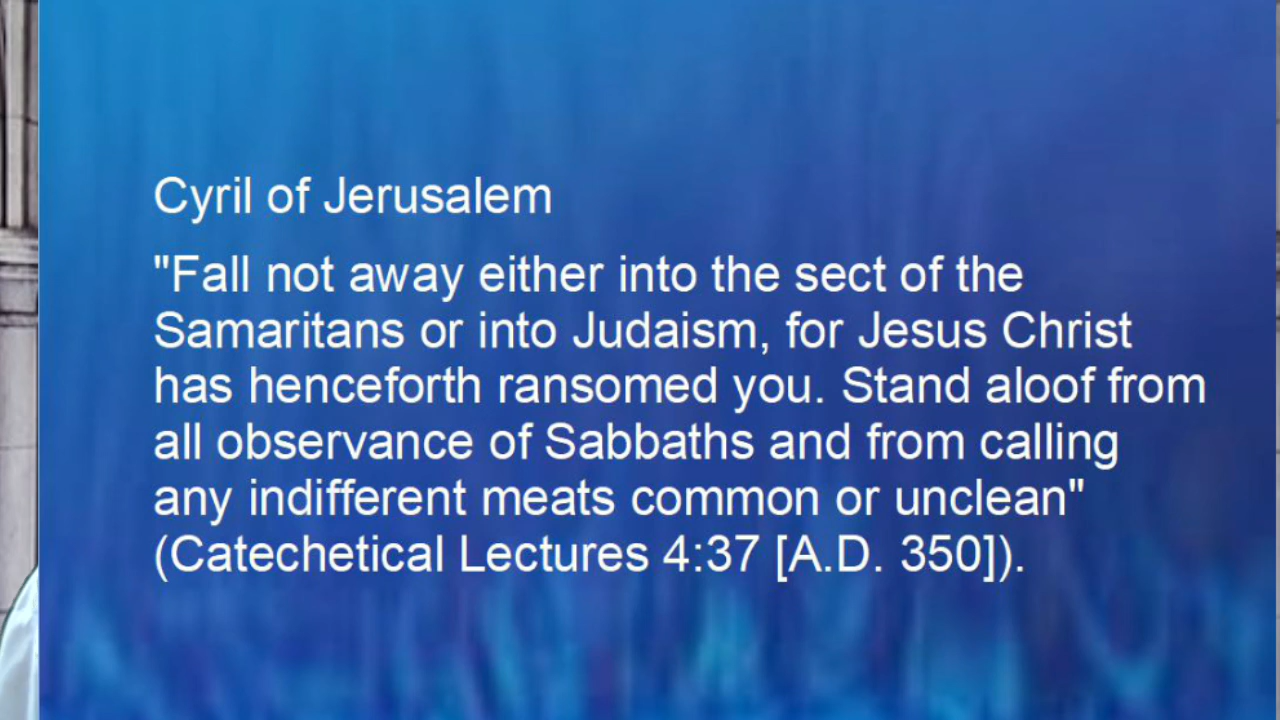 Cyril of Jerusalem
"Fall not away either into the sect of the
Samaritans or into Judaism, for Jesus Christ
has henceforth ransomed you. Stand aloof from
all observance of Sabbaths and from calling
any indifferent meats common or unclean"
(Catechetical Lectures 4:37 [A.D. 350]).